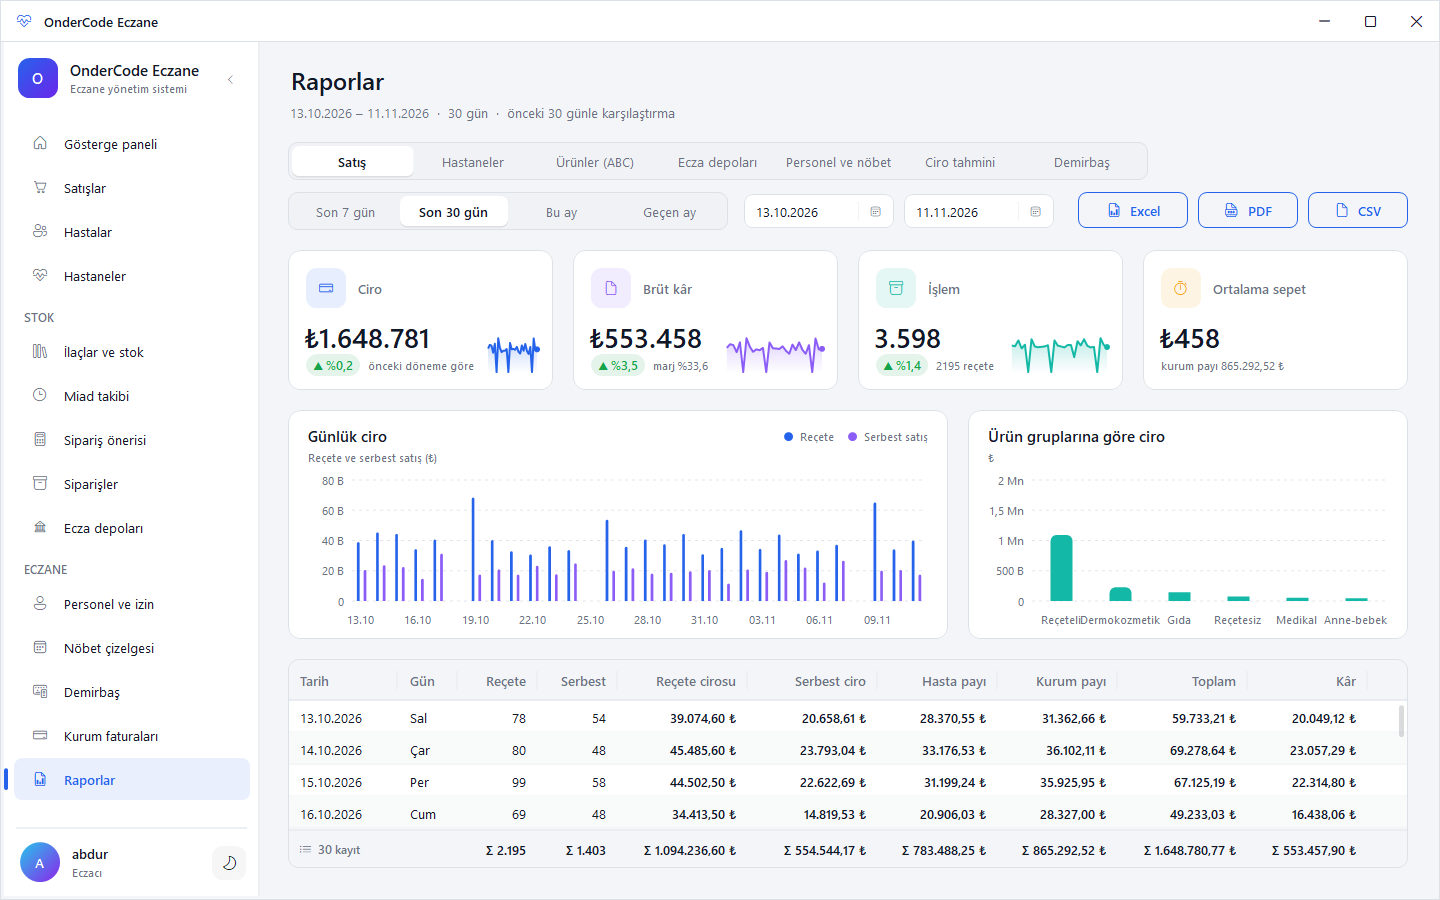 OnderCode Eczane
O
OnderCode Eczane
Eczane yönetim sistemi
Gösterge paneli
Satışlar
Hastalar
Hastaneler
STOK
İlaçlar ve stok
Miad takibi
Sipariş önerisi
Siparişler
Ecza depoları
ECZANE
Personel ve izin
Nöbet çizelgesi
Demirbaş
Kurum faturaları
Raporlar
A
abdur
Eczacı
Raporlar
13.10.2026 – 11.11.2026 · 30 gün · önceki 30 günle karşılaştırma
Satış Hastaneler Ürünler (ABC) Ecza depoları Personel ve nöbet Ciro tahmini Demirbaş
Son 7 gün Son 30 gün Bu ay Geçen ay 13.10.2026 11.11.2026 Excel PDF CSV
Ciro
₺1.648.781
▲ %0,2 önceki döneme göre
Brüt kâr
₺553.458
▲ %3,5 marj %33,6
İşlem
3.598
▲ %1,4 2195 reçete
Ortalama sepet
₺458
kurum payı 865.292,52 ₺
Günlük ciro
Reçete Serbest satış
Reçete ve serbest satış (₺)
80 B
60 B
40 B
20 B
0
13.10 16.10 19.10 22.10 25.10 28.10 31.10 03.11 06.11 09.11
Ürün gruplarına göre ciro
₺
2 Mn
1,5 Mn
1 Mn
500 B
0
Reçeteli Dermokozmetik Gıda Reçetesiz Medikal Anne-bebek
Tarih Gün Reçete Serbest Reçete cirosu Serbest ciro Hasta payı Kurum payı Toplam Kâr
13.10.2026 Sal 78 54 39.074,60 ₺ 20.658,61 ₺ 28.370,55 ₺ 31.362,66 ₺ 59.733,21 ₺ 20.049,12 ₺
14.10.2026 Çar 80 48 45.485,60 ₺ 23.793,04 ₺ 33.176,53 ₺ 36.102,11 ₺ 69.278,64 ₺ 23.057,29 ₺
15.10.2026 Per 99 58 44.502,50 ₺ 22.622,69 ₺ 31.199,24 ₺ 35.925,95 ₺ 67.125,19 ₺ 22.314,80 ₺
16.10.2026 Cum 69 48 34.413,50 ₺ 14.819,53 ₺ 20.906,03 ₺ 28.327,00 ₺ 49.233,03 ₺ 16.438,06 ₺
30 kayıt Σ 2.195 Σ 1.403 Σ 1.094.236,60 ₺ Σ 554.544,17 ₺ Σ 783.488,25 ₺ Σ 865.292,52 ₺ Σ 1.648.780,77 ₺ Σ 553.457,90 ₺